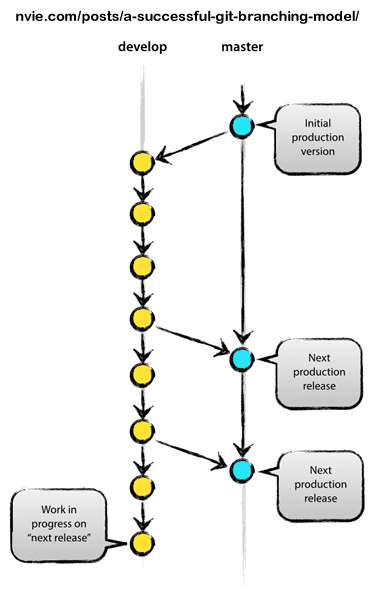 nvie.com/posts/a-successful-git-branching-model/
develop
master
Initial
production
version
Next
production
release
Next
production
release
Work in
progress on
“next release”